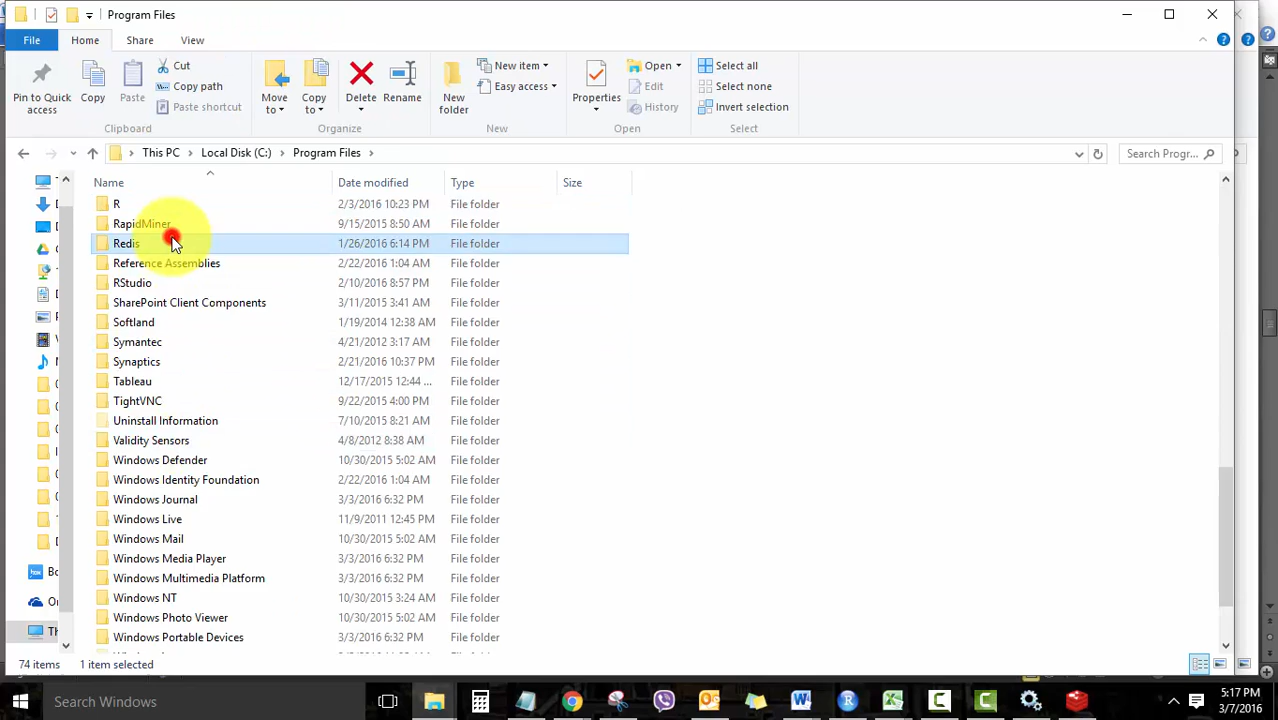 Program Files
File Home Share View
Pin to Quick access
Copy
Paste
Cut
Copy path
Paste shortcut
Clipboard
Move to
Copy to
Delete
Rename
Organize
New folder
New item
Easy access
New
Properties
Open
Edit
History
Open
Select all
Select none
Invert selection
Select
This PC Local Disk (C:) Program Files
Search Progr...
Name Date modified Type Size
R 2/3/2016 10:23 PM File folder
RapidMiner 9/15/2015 8:50 AM File folder
Redis 1/26/2016 6:14 PM File folder
Reference Assemblies 2/22/2016 1:04 AM File folder
RStudio 2/10/2016 8:57 PM File folder
SharePoint Client Components 3/11/2015 3:41 AM File folder
Softland 1/19/2014 12:38 AM File folder
Symantec 4/21/2012 3:17 AM File folder
Synaptics 2/21/2016 10:37 PM File folder
Tableau 12/17/2015 12:44 ... File folder
TightVNC 9/22/2015 4:00 PM File folder
Uninstall Information 7/10/2015 8:21 AM File folder
Validity Sensors 4/8/2012 8:38 AM File folder
Windows Defender 10/30/2015 5:02 AM File folder
Windows Identity Foundation 2/22/2016 1:04 AM File folder
Windows Journal 3/3/2016 6:32 PM File folder
Windows Live 11/9/2011 12:45 PM File folder
Windows Mail 10/30/2015 5:02 AM File folder
Windows Media Player 3/3/2016 6:32 PM File folder
Windows Multimedia Platform 3/3/2016 6:32 PM File folder
Windows NT 10/30/2015 3:24 AM File folder
Windows Photo Viewer 10/30/2015 5:02 AM File folder
Windows Portable Devices 3/3/2016 6:32 PM File folder
74 items 1 item selected
Search Windows
5:17 PM
3/7/2016